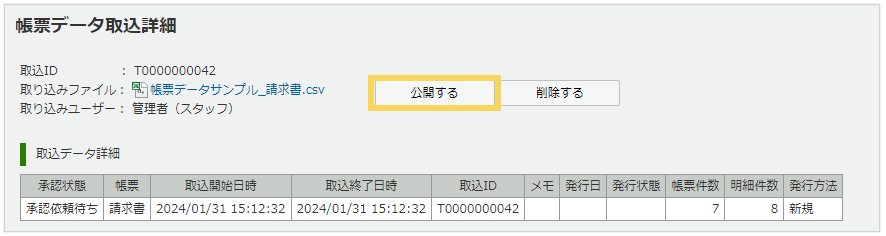 帳票データ取込詳細
取込ID : T0000000042
取り込みファイル: 帳票データサンプル_請求書.csv
取り込みユーザー: 管理者（スタッフ）
公開する 削除する
取込データ詳細
承認状態 帳票 取込開始日時 取込終了日時 取込ID メモ 発行日 発行状態 帳票件数 明細件数 発行方法
承認依頼待ち 請求書 2024/01/31 15:12:32 2024/01/31 15:12:32 T0000000042 7 8 新規